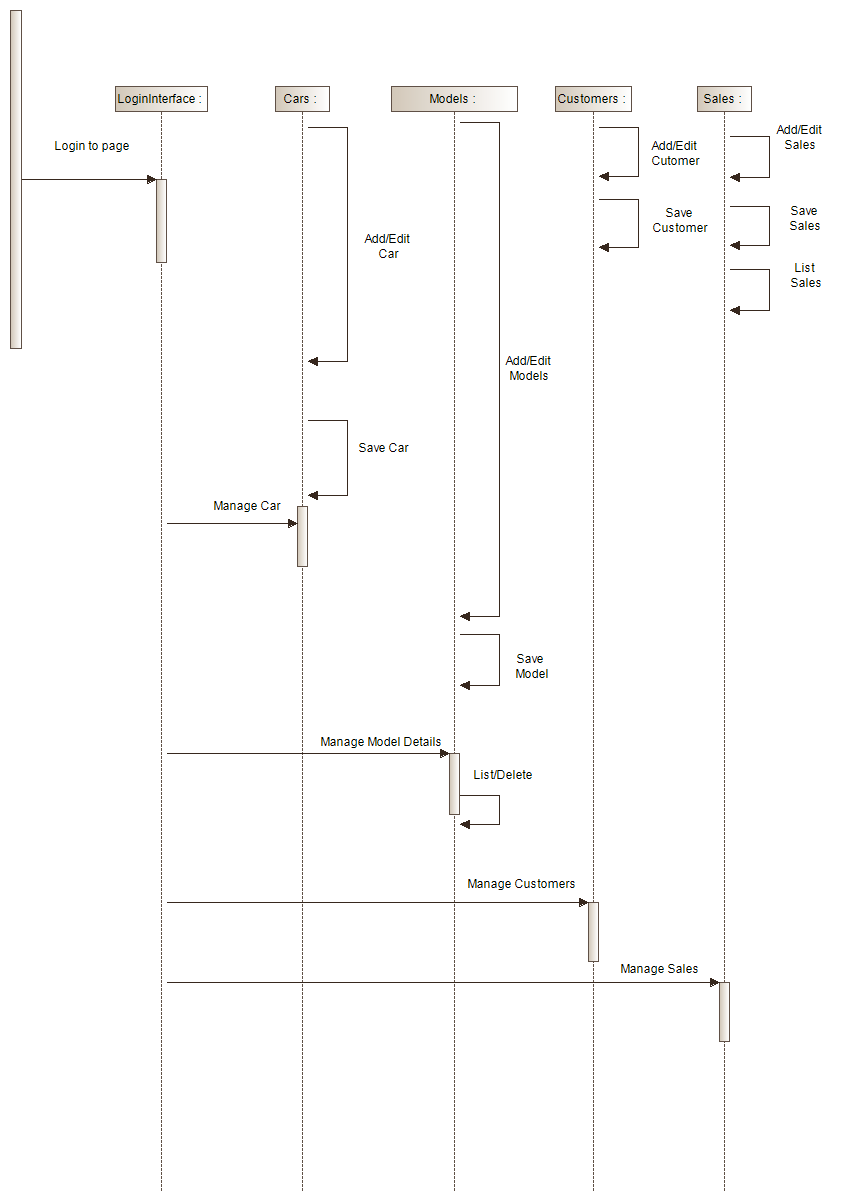 LoginInterface :
Cars :
Models :
Customers :
Sales :
Login to page
Add/Edit
Cutomer
Add/Edit
Sales
Save
Customer
Save
Sales
Add/Edit
Car
List
Sales
Add/Edit
Models
Save Car
Manage Car
Save
Model
Manage Model Details
List/Delete
Manage Customers
Manage Sales